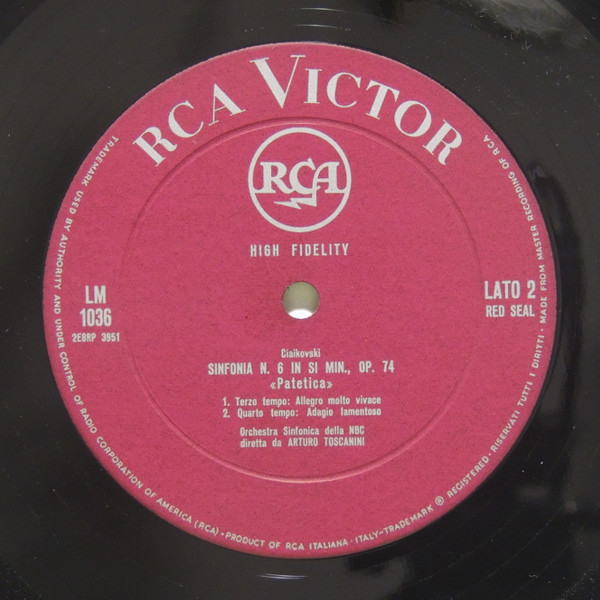 RCA VICTOR
RCA
HIGH FIDELITY
LM
1036
2E8RP 3951
LATO 2
RED SEAL
Ciaikovski
SINFONIA N. 6 IN SI MIN., OP. 74
«Patetica»
1. Terzo tempo: Allegro molto vivace
2. Quarto tempo: Adagio lamentoso
Orchestra Sinfonica della NBC
diretta da ARTURO TOSCANINI
TRADEMARK USED BY AUTHORITY AND UNDER CONTROL OF RADIO CORPORATION OF AMERICA (RCA) • PRODUCT OF RCA ITALIANA • ITALY-TRADEMARK ® REGISTERED • RISERVATI TUTTI I DIRITTI • MADE FROM MASTER RECORDING OF RCA